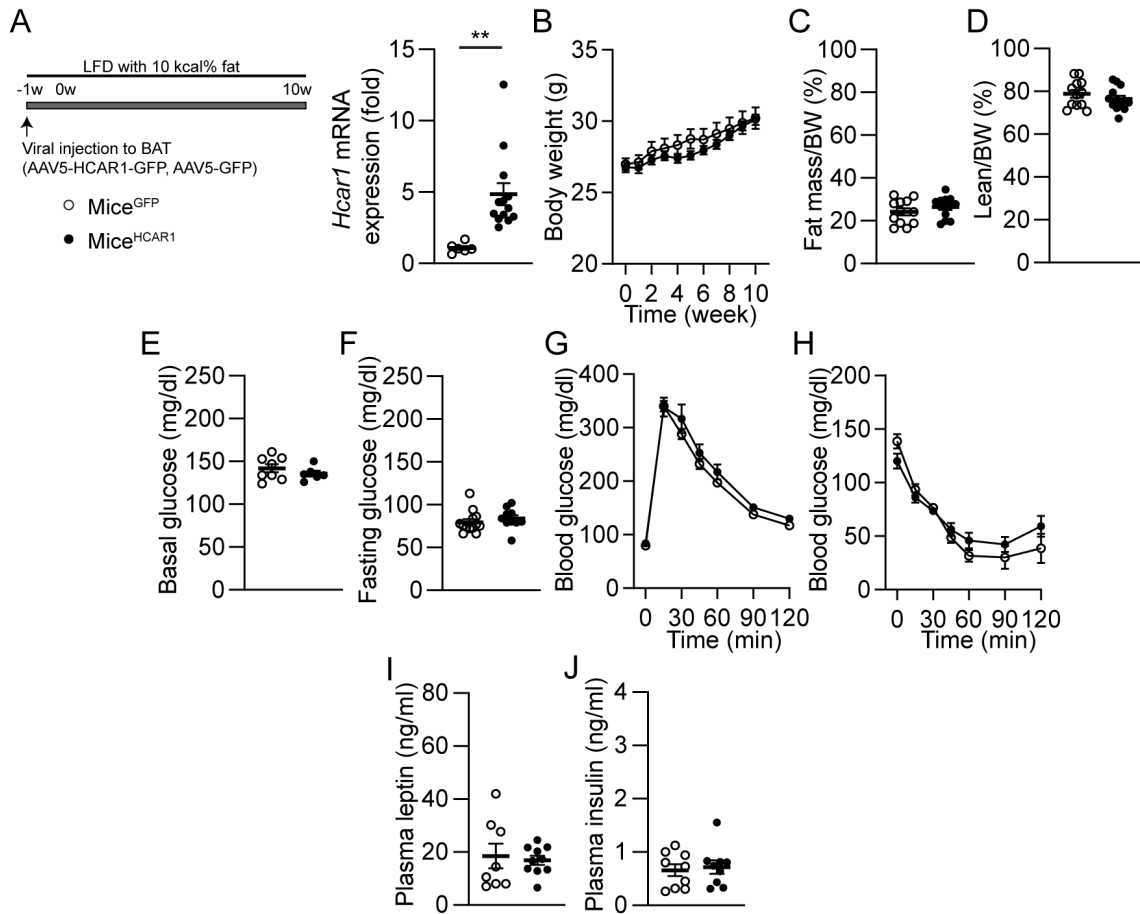 A
LFD with 10 kcal% fat
-1w 0w 10w
Viral injection to BAT
(AAV5-HCAR1-GFP, AAV5-GFP)
MiceGFP
MiceHCAR1
Hcar1 mRNA
expression (fold)
15
10
5
0
**
B
Body weight (g)
35
30
25
20
0 2 4 6 8 10
Time (week)
C
Fat mass/BW (%)
100
80
60
40
20
0
D
Lean/BW (%)
100
80
60
40
20
0
E
Basal glucose (mg/dl)
250
200
150
100
50
0
F
Fasting glucose (mg/dl)
250
200
150
100
50
0
G
Blood glucose (mg/dl)
400
300
200
100
0
0 30 60 90 120
Time (min)
H
Blood glucose (mg/dl)
200
150
100
50
0
0 30 60 90 120
Time (min)
I
Plasma leptin (ng/ml)
80
60
40
20
0
J
Plasma insulin (ng/ml)
4
3
2
1
0